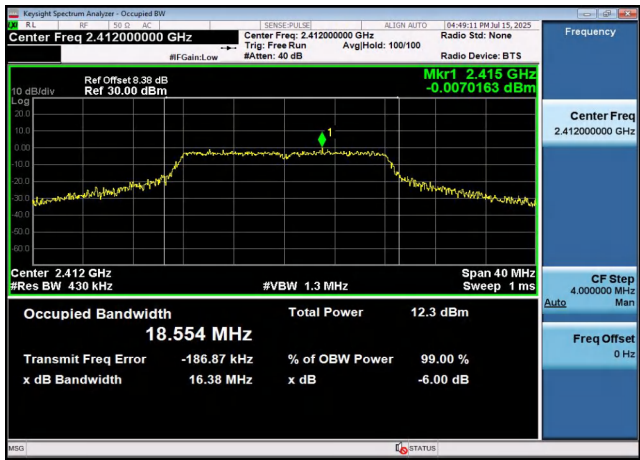 Keysight Spectrum Analyzer - Occupied BW
RL RF 50 Ω AC SENSE:PULSE ALIGN AUTO 04:49:11 PM Jul 15, 2025
Center Freq 2.412000000 GHz
Center Freq: 2.412000000 GHz
Radio Std: None
Trig: Free Run Avg|Hold: 100/100
#IFGain:Low #Atten: 40 dB Radio Device: BTS
Ref Offset 8.38 dB
Mkr1 2.415 GHz
10 dB/div Ref 30.00 dBm -0.0070163 dBm
Log
20.0
10.0
0.00
-10.0
-20.0
-30.0
-40.0
-50.0
-60.0
1
Center 2.412 GHz Span 40 MHz
#Res BW 430 kHz #VBW 1.3 MHz Sweep 1 ms
Occupied Bandwidth Total Power 12.3 dBm
18.554 MHz
Transmit Freq Error -186.87 kHz % of OBW Power 99.00 %
x dB Bandwidth 16.38 MHz x dB -6.00 dB
Frequency
Center Freq
2.412000000 GHz
CF Step
4.000000 MHz
Auto Man
Freq Offset
0 Hz
MSG STATUS